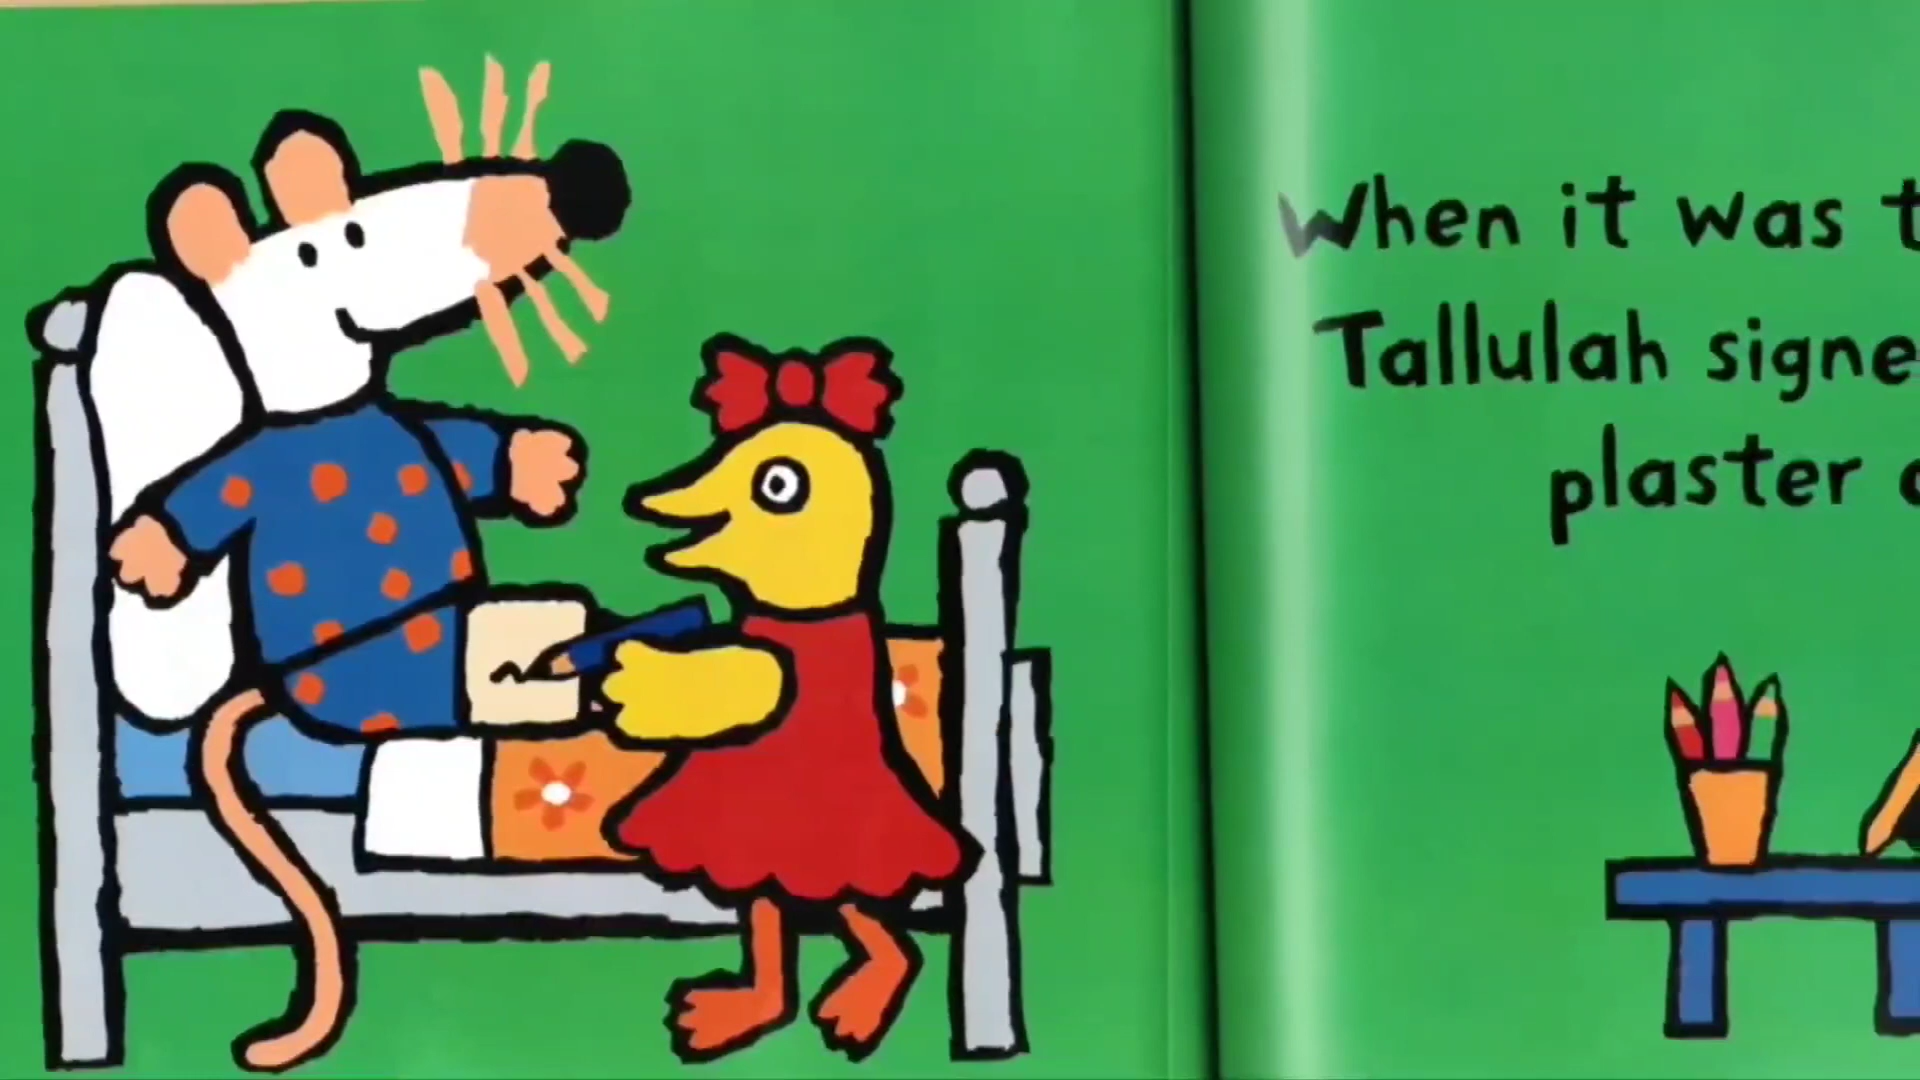 When it was
Tallulah signe
plaster